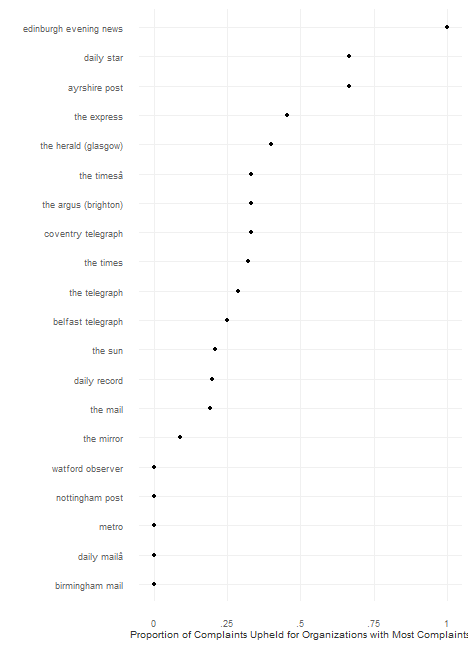 edinburgh evening news
daily star
ayrshire post
the express
the herald (glasgow)
the timesâ
the argus (brighton)
coventry telegraph
the times
the telegraph
belfast telegraph
the sun
daily record
the mail
the mirror
watford observer
nottingham post
metro
daily mailâ
birmingham mail
0 .25 .5 .75 1
Proportion of Complaints Upheld for Organizations with Most Complaints